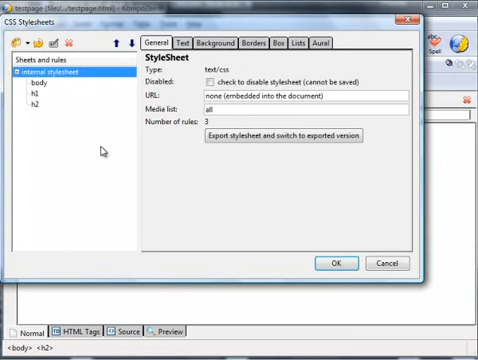 testpage [file/.../testpage.html] - KompoZer
CSS Stylesheets
General Text Background Borders Box Lists Aural
Sheets and rules
internal stylesheet
body
h1
h2
StyleSheet
Type: text/css
Disabled: check to disable stylesheet (cannot be saved)
URL: none (embedded into the document)
Media list: all
Number of rules: 3
Export stylesheet and switch to exported version
OK Cancel
Spell
Normal HTML Tags Source Preview
<body> <h2>